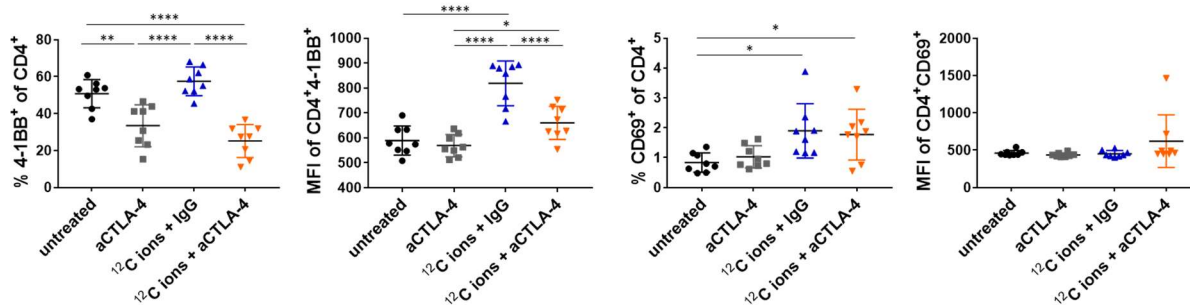 ****
** **** ****
% 4-1BB⁺ of CD4⁺
80
60
40
20
0
untreated
aCTLA-4
¹²C ions + IgG
¹²C ions + aCTLA-4
****
*
**** ****
MFI of CD4⁺4-1BB⁺
1000
900
800
700
600
500
400
untreated
aCTLA-4
¹²C ions + IgG
¹²C ions + aCTLA-4
*
*
% CD69⁺ of CD4⁺
5
4
3
2
1
0
untreated
aCTLA-4
¹²C ions + IgG
¹²C ions + aCTLA-4
MFI of CD4⁺CD69⁺
2000
1500
1000
500
0
untreated
aCTLA-4
¹²C ions + IgG
¹²C ions + aCTLA-4